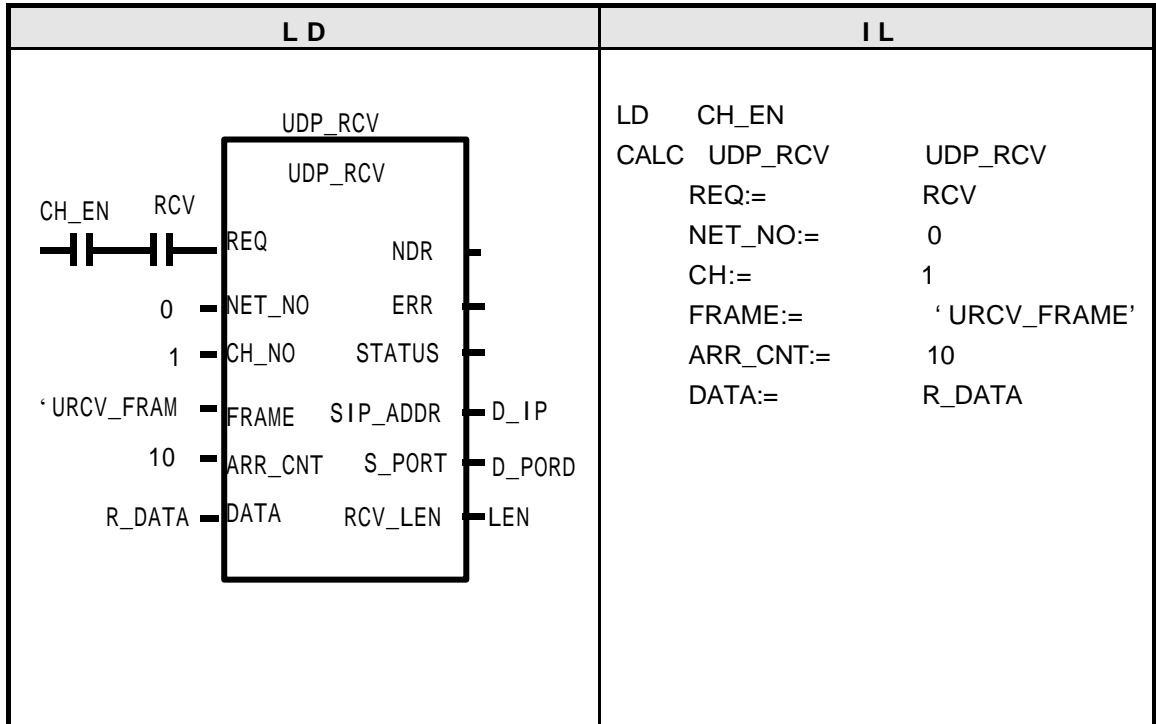 L D
I L
UDP_RCV
UDP_RCV
CH_EN RCV
REQ NDR
0 NET_NO ERR
1 CH_NO STATUS
‘URCV_FRAM FRAME SIP_ADDR D_IP
10 ARR_CNT S_PORT D_PORD
R_DATA DATA RCV_LEN LEN
LD CH_EN
CALC UDP_RCV UDP_RCV
REQ:= RCV
NET_NO:= 0
CH:= 1
FRAME:= ‘ URCV_FRAME’
ARR_CNT:= 10
DATA:= R_DATA